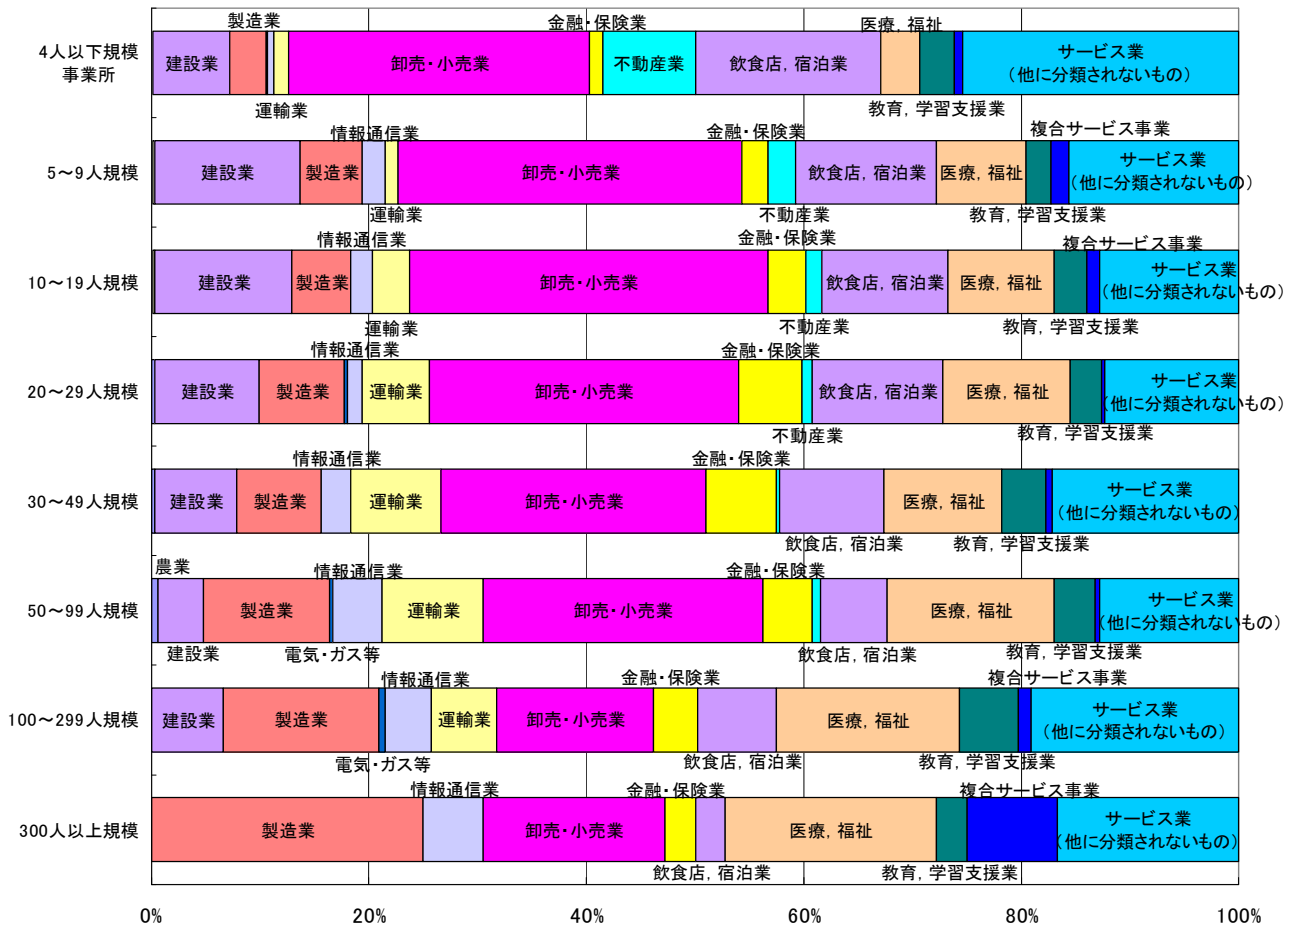 製造業
金融・保険業
医療, 福祉
4人以下規模
事業所
建設業
卸売・小売業
不動産業
飲食店, 宿泊業
サービス業
(他に分類されないもの)
運輸業
教育, 学習支援業
情報通信業
金融・保険業
複合サービス事業
5～9人規模
建設業
製造業
卸売・小売業
飲食店, 宿泊業
医療, 福祉
サービス業
(他に分類されないもの)
運輸業
不動産業
教育, 学習支援業
情報通信業
金融・保険業
複合サービス事業
10～19人規模
建設業
製造業
卸売・小売業
飲食店, 宿泊業
医療, 福祉
サービス業
(他に分類されないもの)
運輸業
不動産業
教育, 学習支援業
情報通信業
金融・保険業
20～29人規模
建設業
製造業
運輸業
卸売・小売業
飲食店, 宿泊業
医療, 福祉
サービス業
(他に分類されないもの)
不動産業
教育, 学習支援業
情報通信業
金融・保険業
30～49人規模
建設業
製造業
運輸業
卸売・小売業
医療, 福祉
サービス業
(他に分類されないもの)
飲食店, 宿泊業
教育, 学習支援業
農業
情報通信業
金融・保険業
50～99人規模
製造業
運輸業
卸売・小売業
医療, 福祉
サービス業
(他に分類されないもの)
建設業
電気・ガス等
飲食店, 宿泊業
教育, 学習支援業
情報通信業
金融・保険業
複合サービス事業
100～299人規模
建設業
製造業
運輸業
卸売・小売業
医療, 福祉
サービス業
(他に分類されないもの)
電気・ガス等
飲食店, 宿泊業
教育, 学習支援業
情報通信業
金融・保険業
複合サービス事業
300人以上規模
製造業
卸売・小売業
医療, 福祉
サービス業
(他に分類されないもの)
飲食店, 宿泊業
教育, 学習支援業
0%
20%
40%
60%
80%
100%